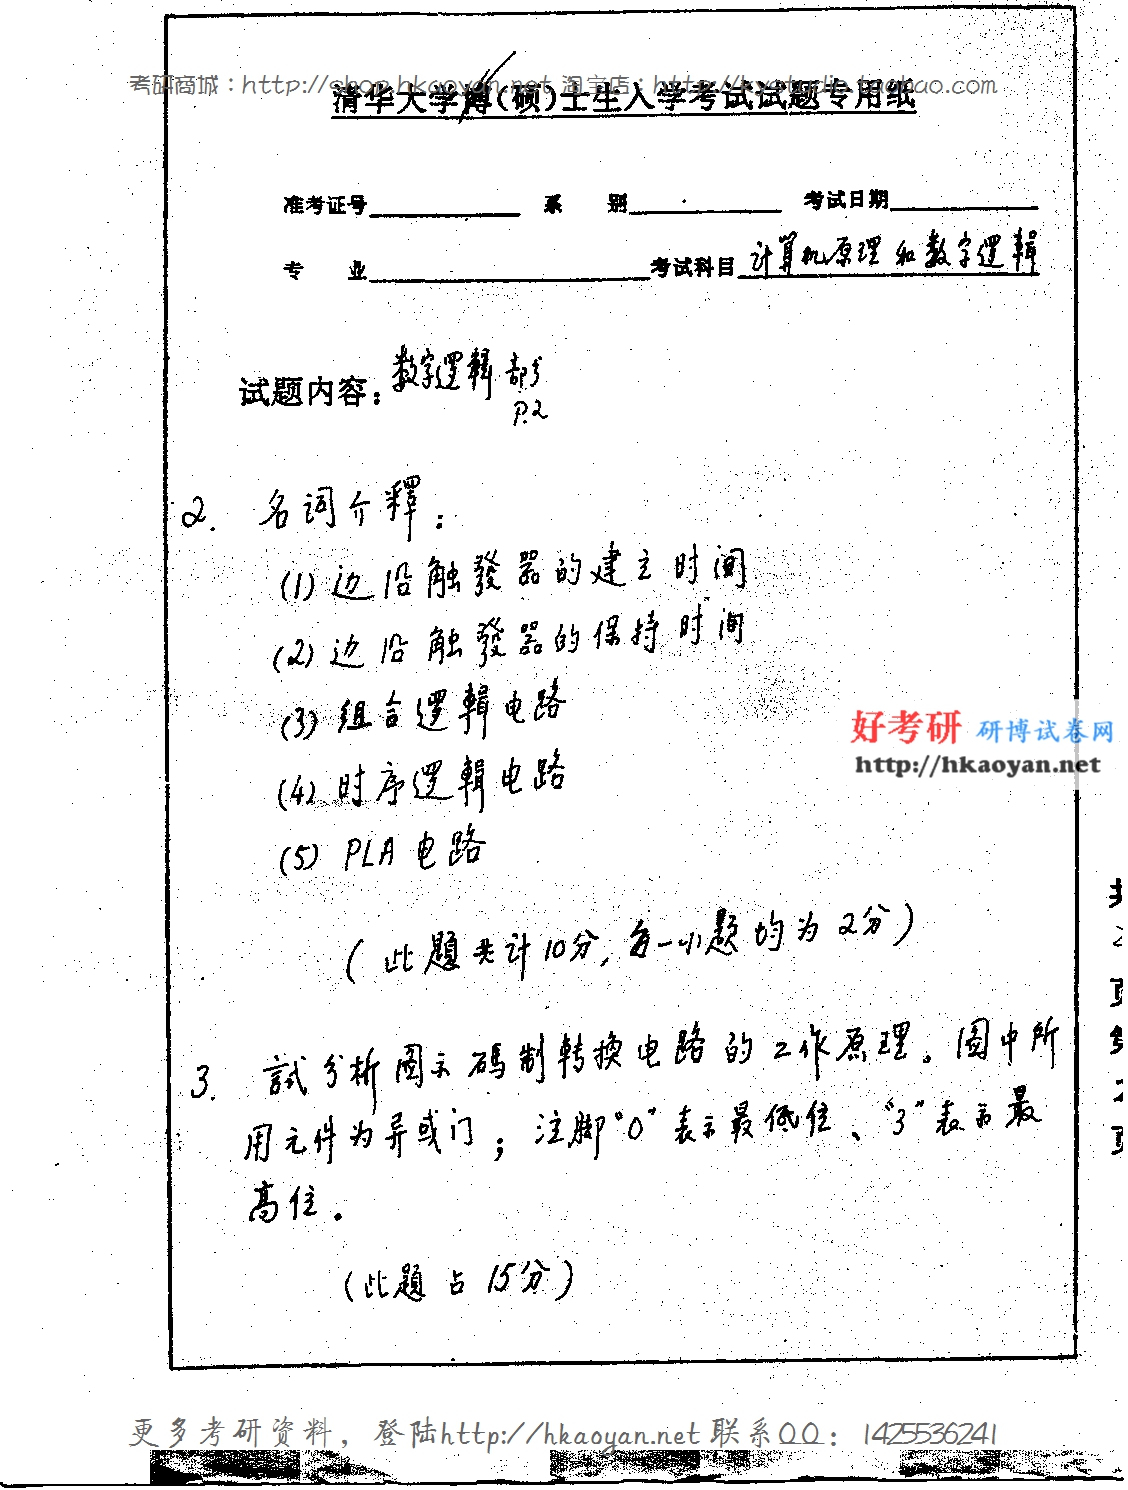 考研商城：http://shop.hkaoyan.net 淘宝店：http://hystudio.taobao.com
清华大学博（硕）士生入学考试试题专用纸
准考证号 系 别 考试日期
专 业 考试科目 计算机原理和数字逻辑
试题内容：数字逻辑部分
P.2
2. 名词介釋：
(1) 边沿触發器的建立时间
(2) 边沿触發器的保持时间
(3) 组合逻輯电路
(4) 时序逻輯电路
(5) PLA 电路
（此題共计10分，每一小题均为2分）
好考研 研博试卷网
http://hkaoyan.net
3. 試分析图示码制转换电路的工作原理。图中所
用元件为异或门；注脚“0”表示最低位、“3”表示最
高位。
（此題占15分）
更多考研资料，登陆http://hkaoyan.net 联系QQ：1425536241